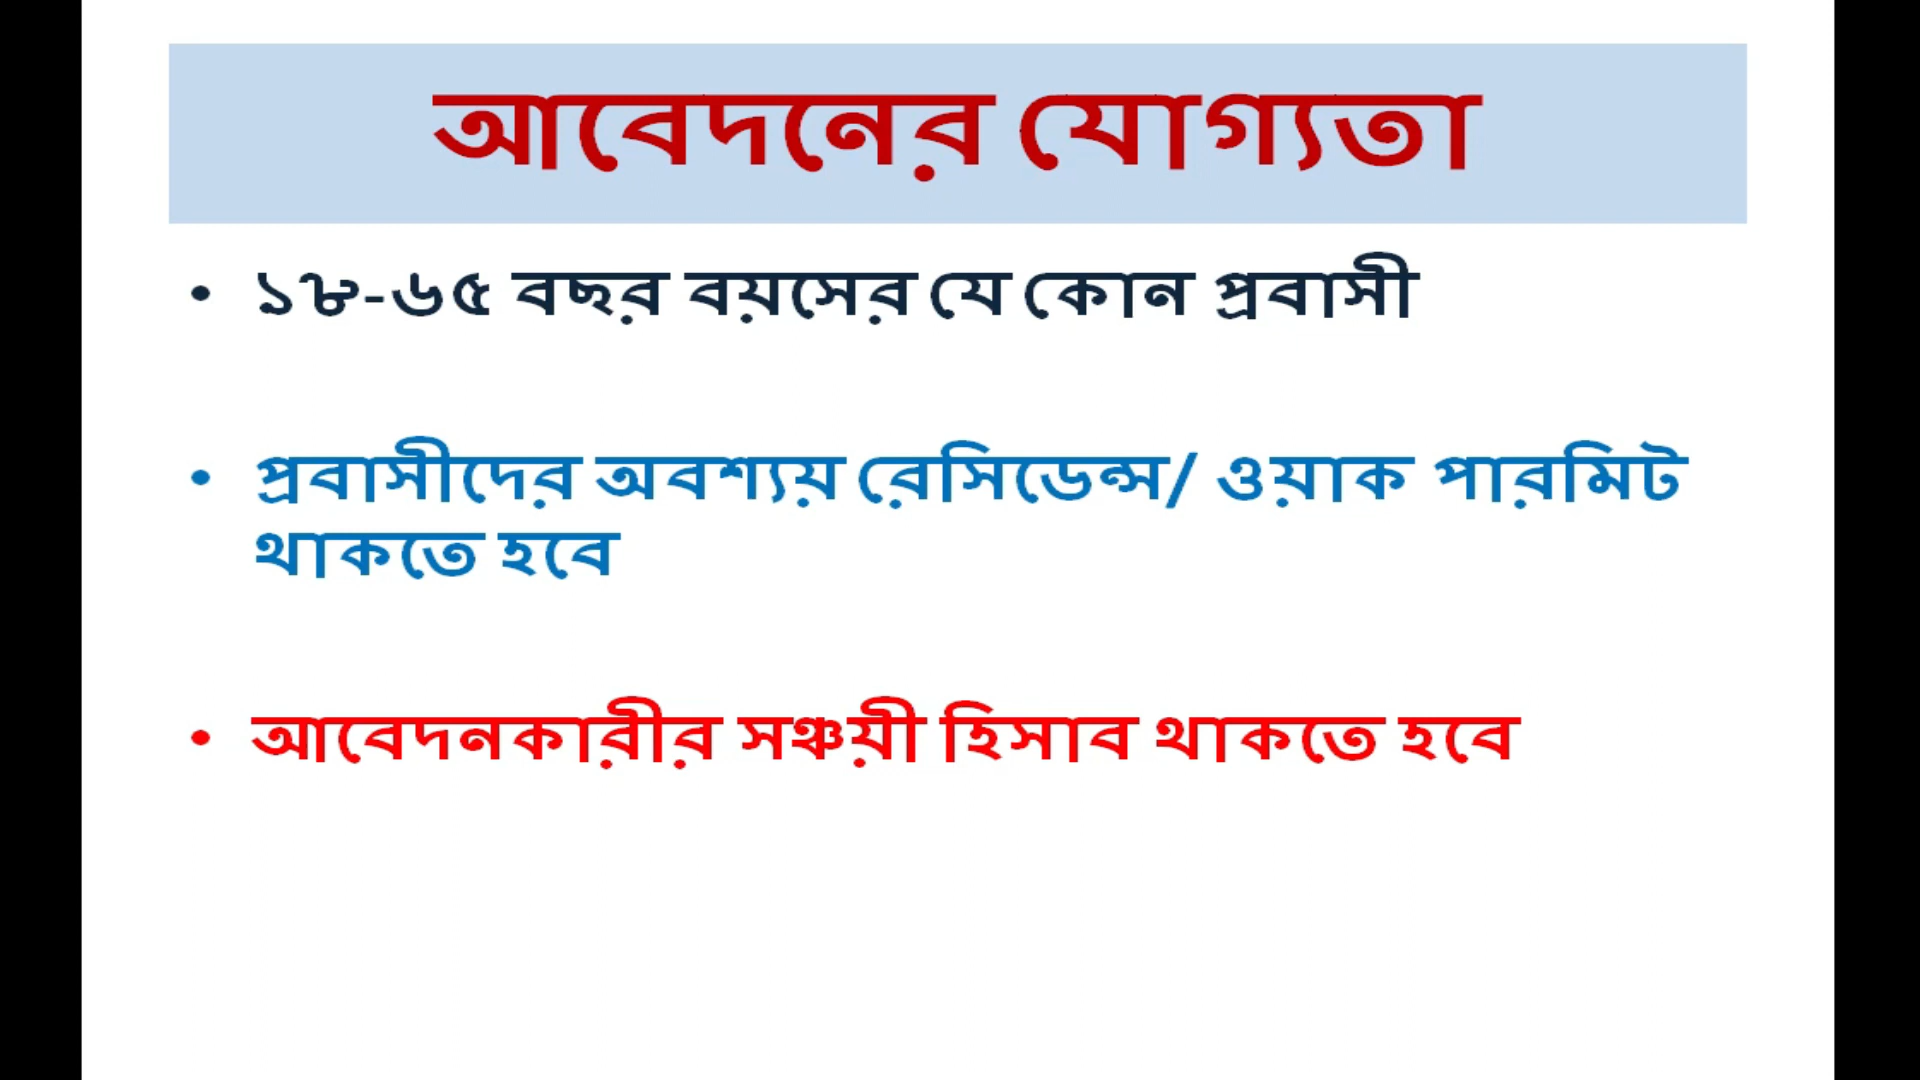 আবেদনের যোগ্যতা
• ১৮-৬৫ বছর বয়সের যে কোন প্রবাসী
• প্রবাসীদের অবশ্যয় রেসিডেন্স/ ওয়াক পারমিট
থাকতে হবে
• আবেদনকারীর সঞ্চয়ী হিসাব থাকতে হবে